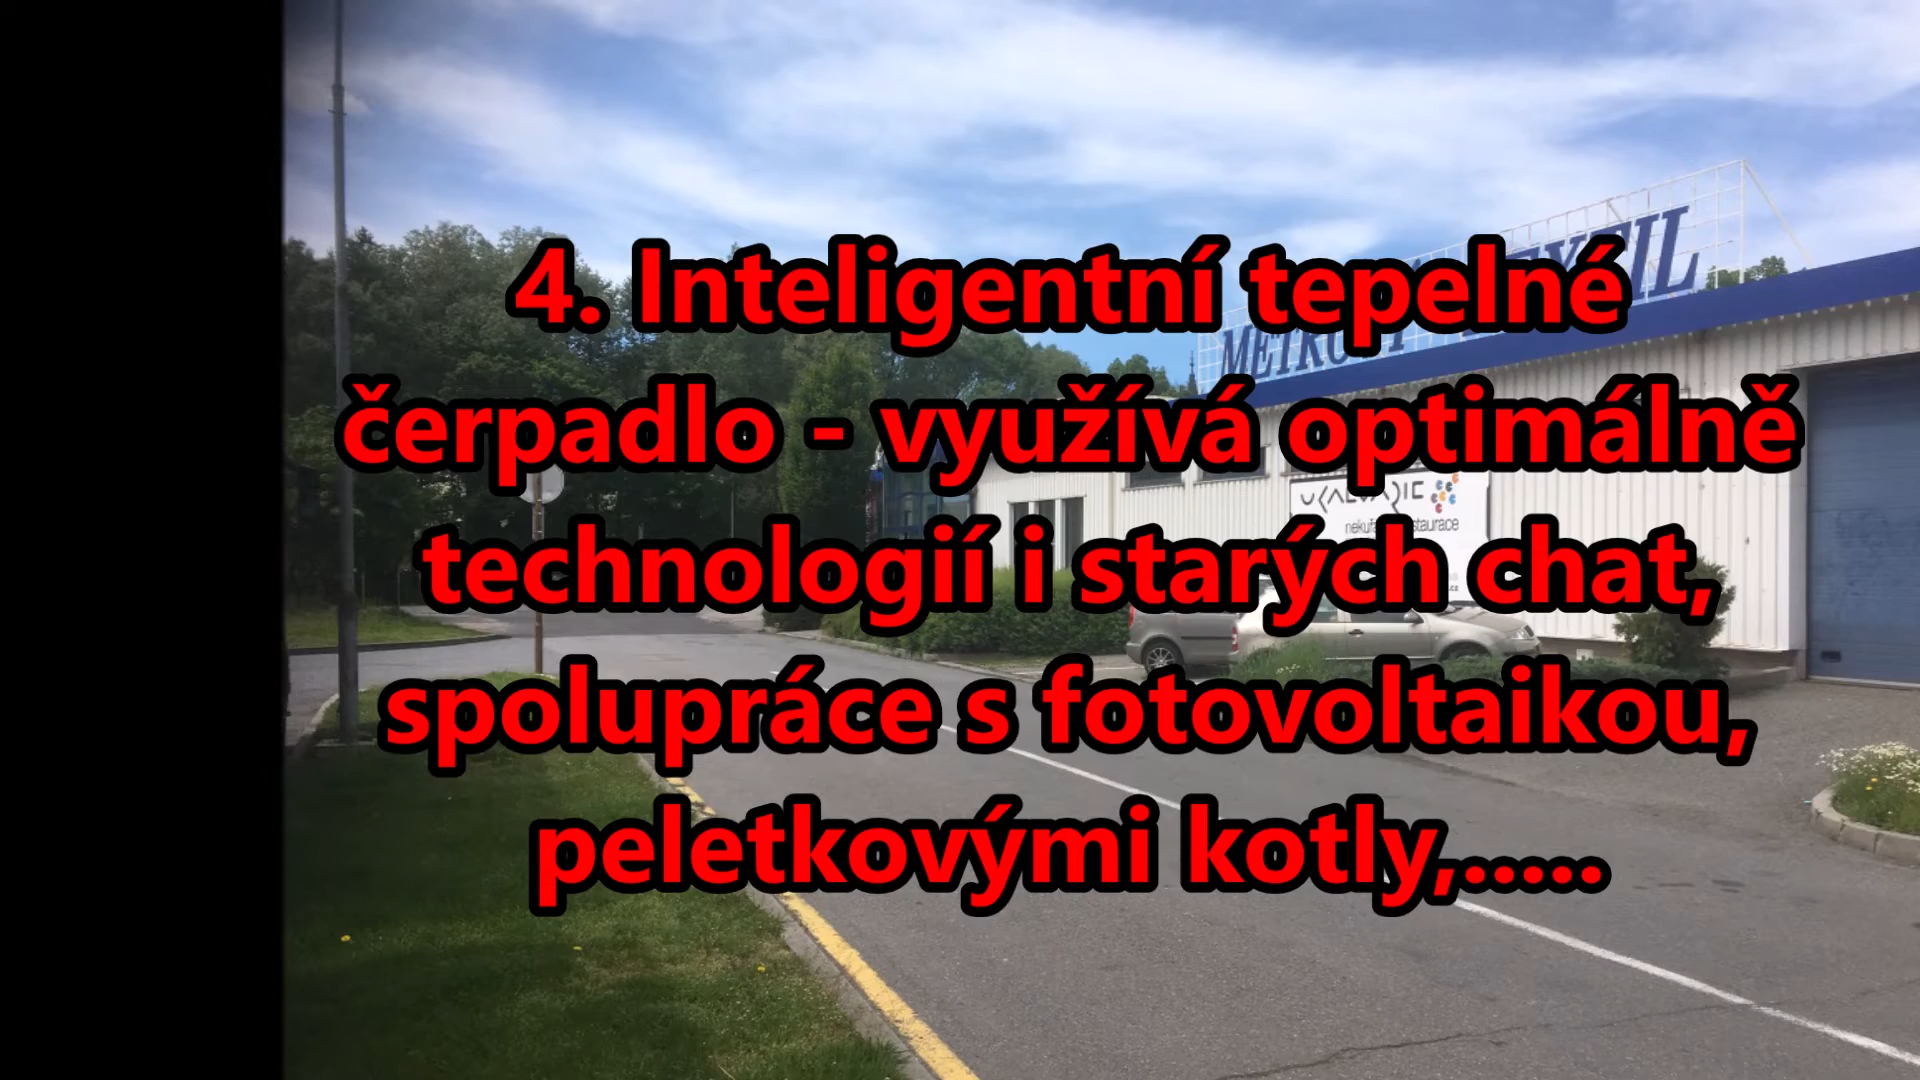 4. Inteligentní tepelné
čerpadlo - využívá optimálně
technologií i starých chat,
spolupráce s fotovoltaikou,
peletkovými kotly,.....